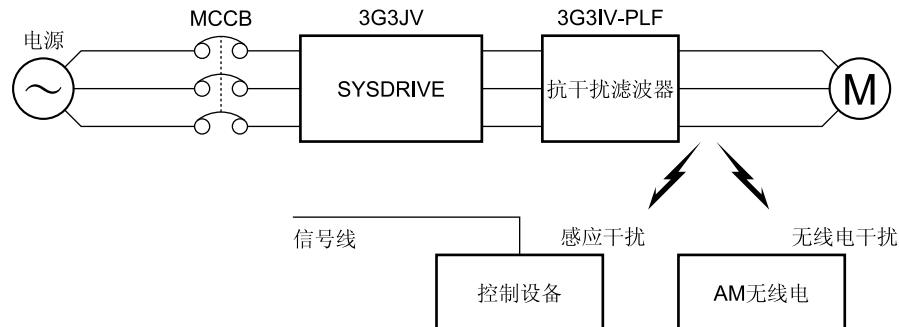 MCCB
3G3JV
3G3IV-PLF
电源
SYSDRIVE
抗干扰滤波器
M
信号线
感应干扰
无线电干扰
控制设备
AM无线电